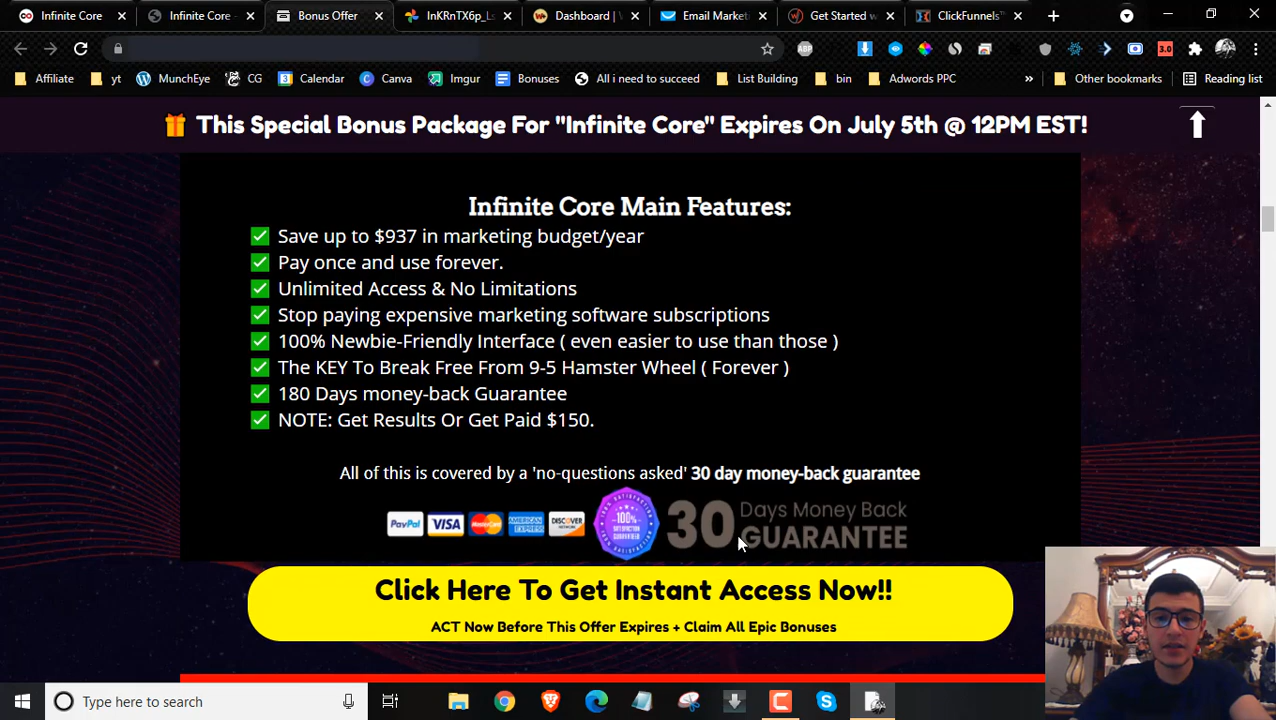 Infinite Core
Infinite Core -
Bonus Offer
InKRnTX6p_Ls
Dashboard |
Email Market
Get Started w
ClickFunnels™
Affiliate
yt
MunchEye
CG
Calendar
Canva
Imgur
Bonuses
All i need to succeed
List Building
bin
Adwords PPC
»
Other bookmarks
Reading list
This Special Bonus Package For "Infinite Core" Expires On July 5th @ 12PM EST!
Infinite Core Main Features:
Save up to $937 in marketing budget/year
Pay once and use forever.
Unlimited Access & No Limitations
Stop paying expensive marketing software subscriptions
100% Newbie-Friendly Interface ( even easier to use than those )
The KEY To Break Free From 9-5 Hamster Wheel ( Forever )
180 Days money-back Guarantee
NOTE: Get Results Or Get Paid $150.
All of this is covered by a 'no-questions asked' 30 day money-back guarantee
PayPal VISA MasterCard AMERICAN EXPRESS DISCOVER 100% 30 Days Money Back
GUARANTEE
Click Here To Get Instant Access Now!!
ACT Now Before This Offer Expires + Claim All Epic Bonuses
Type here to search